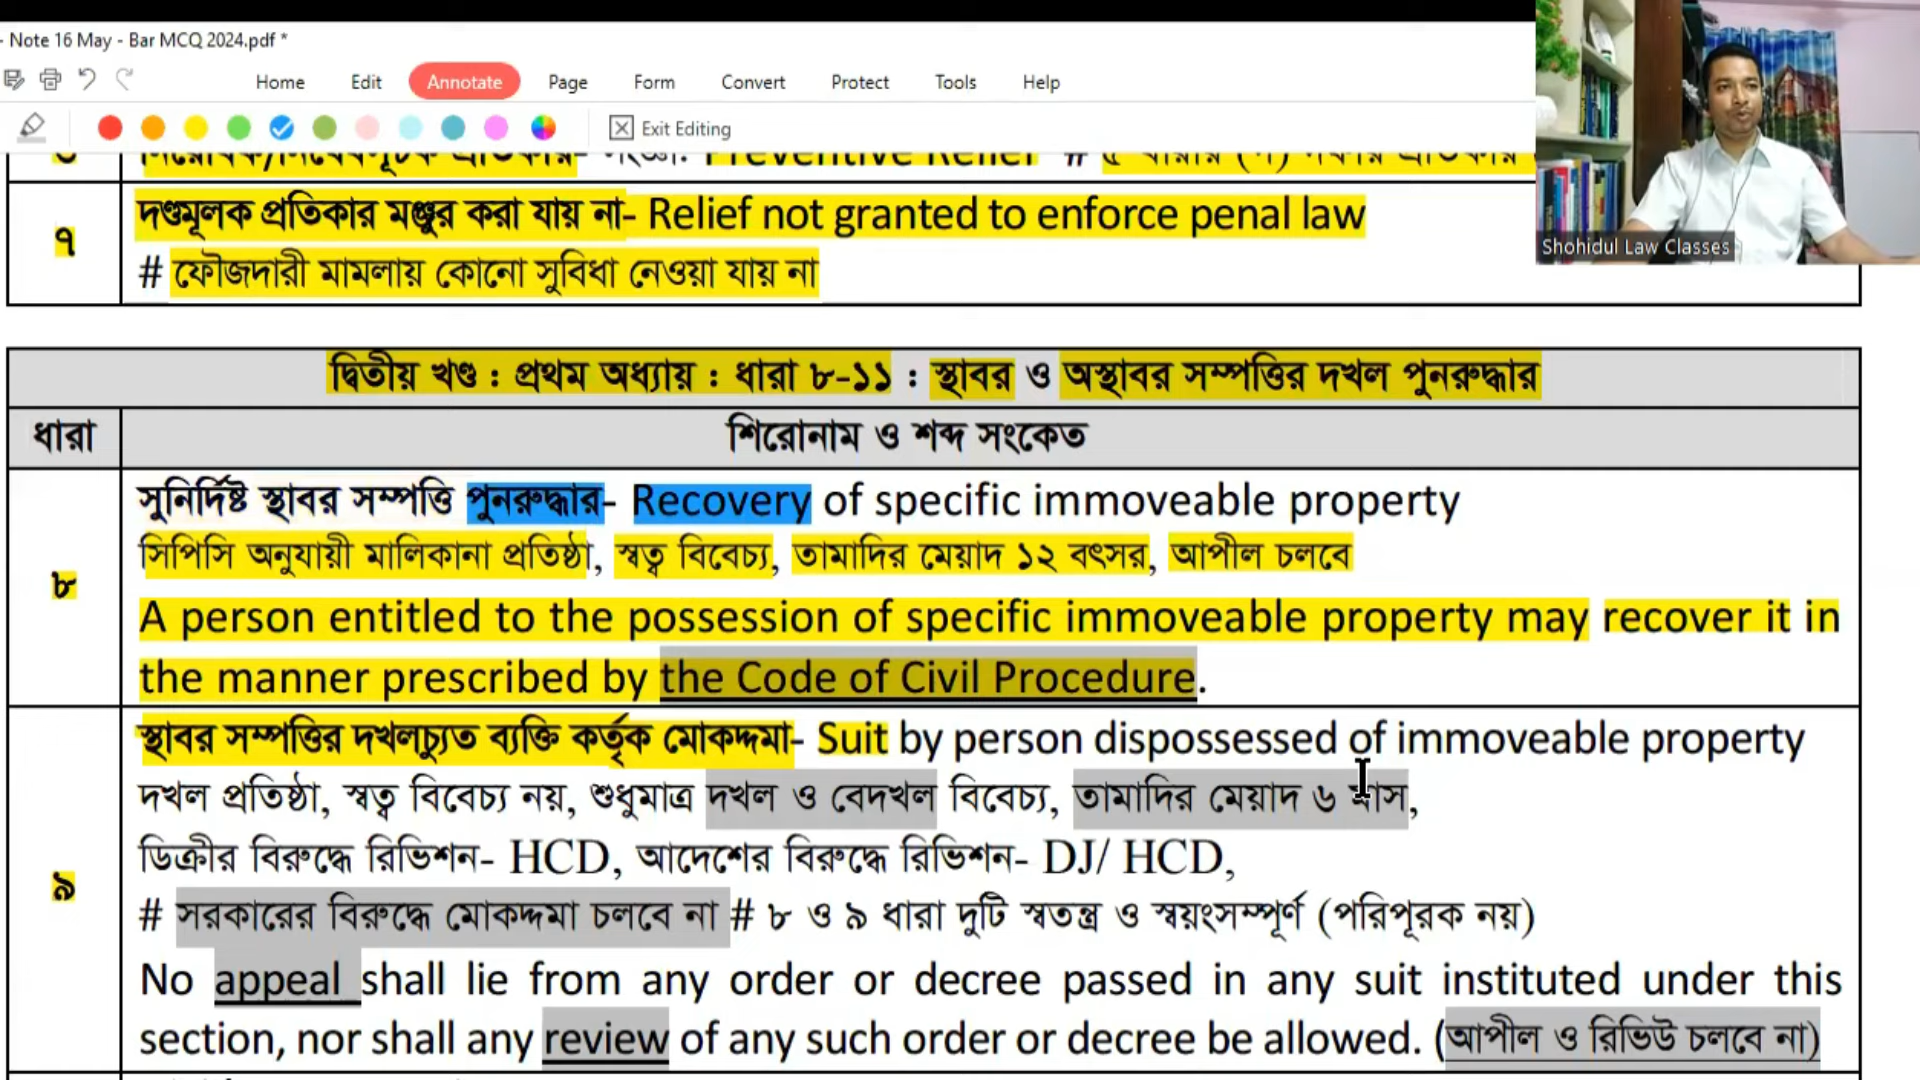 - Note 16 May - Bar MCQ 2024.pdf *
Home Edit Annotate Page Form Convert Protect Tools Help
Exit Editing
Shohidul Law Classes
Preventive Relief #
৭
দণ্ডমূলক প্রতিকার মঞ্জুর করা যায় না- Relief not granted to enforce penal law
# ফৌজদারী মামলায় কোনো সুবিধা নেওয়া যায় না
দ্বিতীয় খণ্ড : প্রথম অধ্যায় : ধারা ৮-১১ : স্থাবর ও অস্থাবর সম্পত্তির দখল পুনরুদ্ধার
ধারা শিরোনাম ও শব্দ সংকেত
৮
সুনির্দিষ্ট স্থাবর সম্পত্তি পুনরুদ্ধার- Recovery of specific immoveable property
সিপিসি অনুযায়ী মালিকানা প্রতিষ্ঠা, স্বত্ব বিবেচ্য, তামাদির মেয়াদ ১২ বৎসর, আপীল চলবে
A person entitled to the possession of specific immoveable property may recover it in
the manner prescribed by the Code of Civil Procedure.
৯
স্থাবর সম্পত্তির দখলচ্যুত ব্যক্তি কর্তৃক মোকদ্দমা- Suit by person dispossessed of immoveable property
দখল প্রতিষ্ঠা, স্বত্ব বিবেচ্য নয়, শুধুমাত্র দখল ও বেদখল বিবেচ্য, তামাদির মেয়াদ ৬ মাস,
ডিক্রীর বিরুদ্ধে রিভিশন- HCD, আদেশের বিরুদ্ধে রিভিশন- DJ/ HCD,
# সরকারের বিরুদ্ধে মোকদ্দমা চলবে না # ৮ ও ৯ ধারা দুটি স্বতন্ত্র ও স্বয়ংসম্পূর্ণ (পরিপূরক নয়)
No appeal shall lie from any order or decree passed in any suit instituted under this
section, nor shall any review of any such order or decree be allowed. (আপীল ও রিভিউ চলবে না)